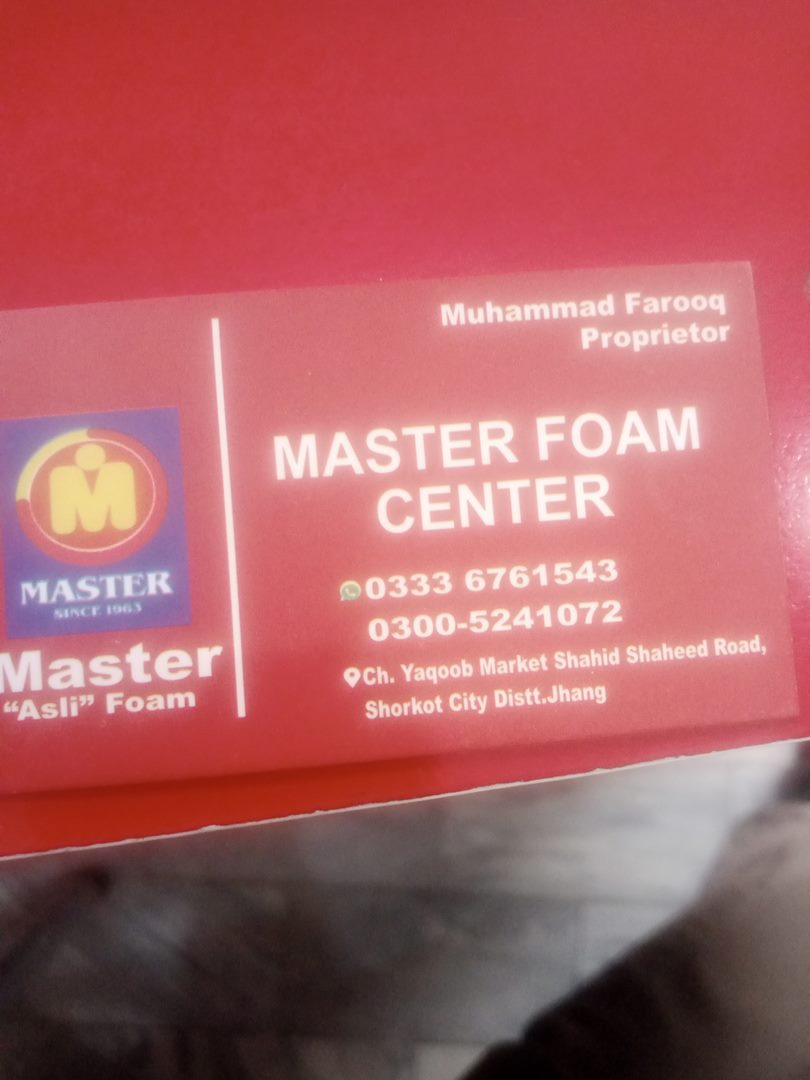 Muhammad Farooq
Proprietor
MASTER FOAM
CENTER
0333 6761543
0300-5241072
Ch. Yaqoob Market Shahid Shaheed Road,
Shorkot City Distt.Jhang
M
MASTER
SINCE 1963
Master
“Asli” Foam